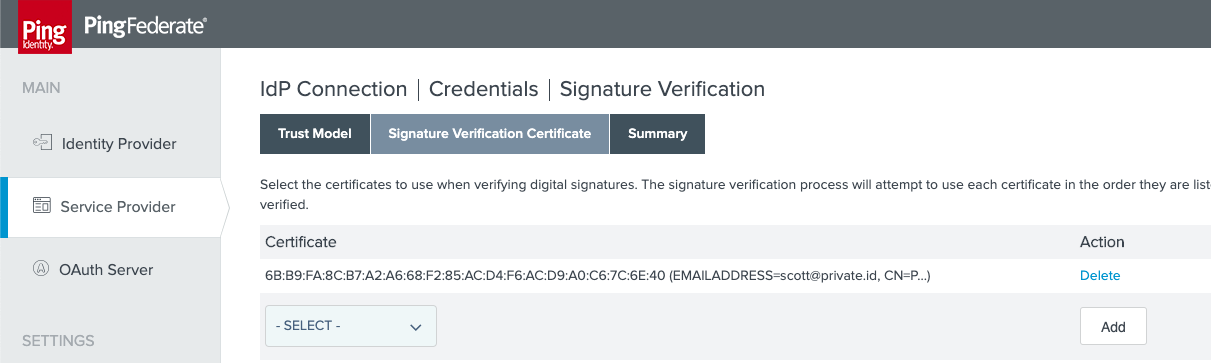 Ping
Identity.
PingFederate®
MAIN
Identity Provider
Service Provider
OAuth Server
SETTINGS
IdP Connection | Credentials | Signature Verification
Trust Model Signature Verification Certificate Summary
Select the certificates to use when verifying digital signatures. The signature verification process will attempt to use each certificate in the order they are liste
verified.
Certificate Action
6B:B9:FA:8C:B7:A2:A6:68:F2:85:AC:D4:F6:AC:D9:A0:C6:7C:6E:40 (EMAILADDRESS=scott@private.id, CN=P...) Delete
- SELECT - Add